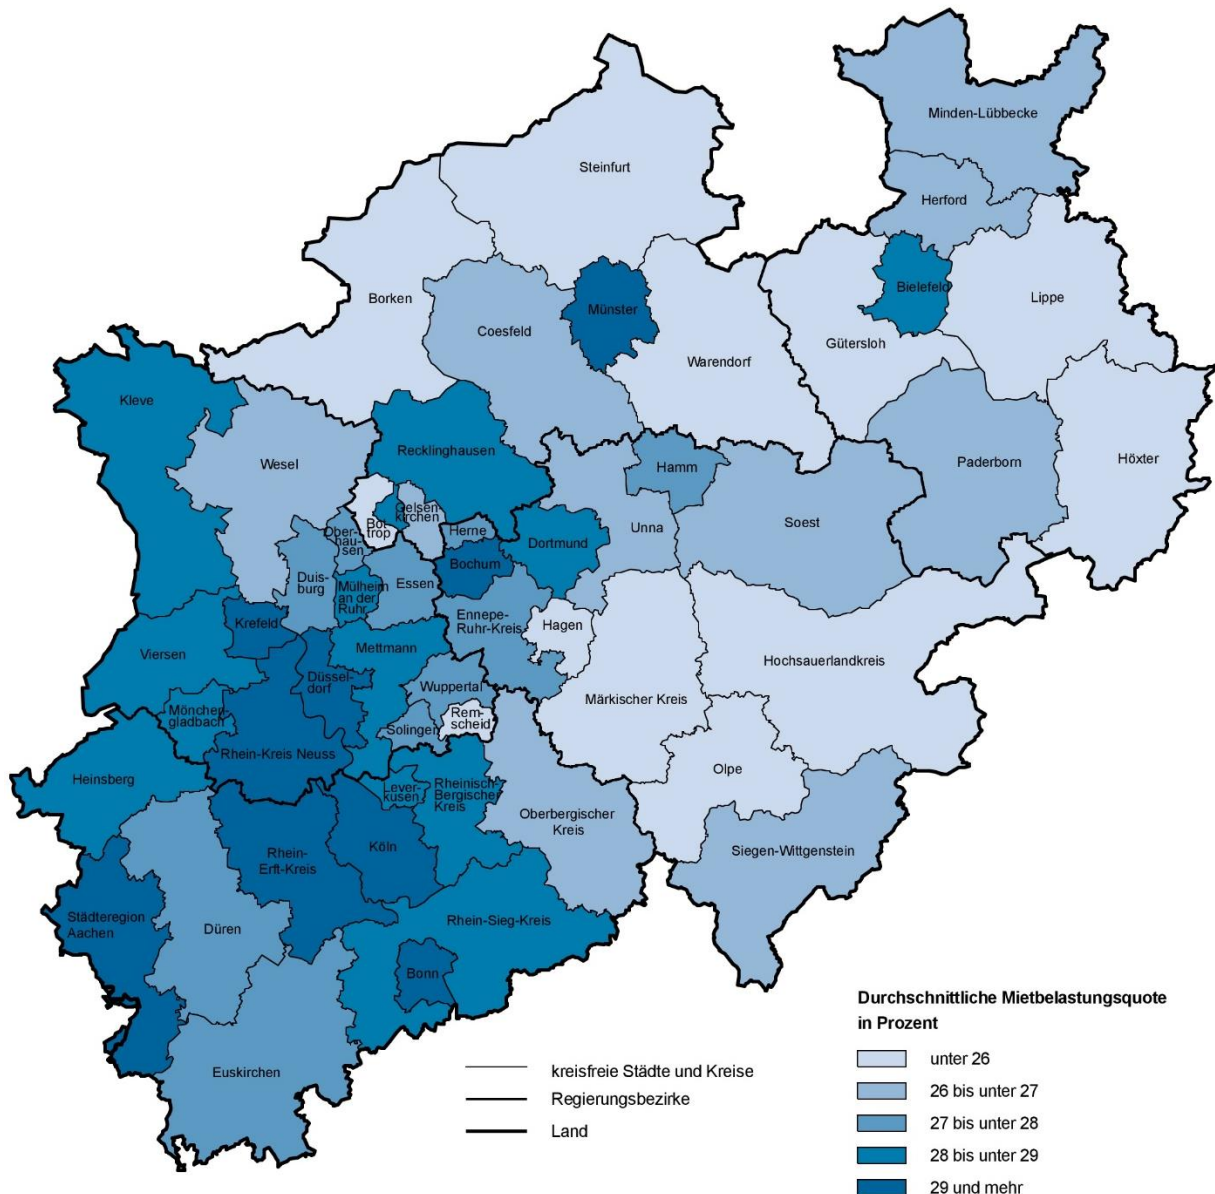 Minden-Lübbecke
Steinfurt
Herford
Borken
Münster
Bielefeld
Lippe
Coesfeld
Gütersloh
Warendorf
Kleve
Recklinghausen
Wesel
Hamm
Paderborn
Höxter
Gelsen-
kirchen
Bot-
trop
Ober-
hau-
sen
Herne
Dortmund
Unna
Soest
Bochum
Duis-
burg
Mülheim
an der
Ruhr
Essen
Krefeld
Ennepe-
Ruhr-Kreis
Hagen
Viersen
Mettmann
Hochsauerlandkreis
Düssel-
dorf
Wuppertal
Märkischer Kreis
Mönchen-
gladbach
Rem-
scheid
Solingen
Rhein-Kreis Neuss
Olpe
Heinsberg
Lever-
kusen
Rheinisch-
Bergischer
Kreis
Oberbergischer
Kreis
Köln
Rhein-
Erft-Kreis
Siegen-Wittgenstein
Städteregion
Aachen
Düren
Rhein-Sieg-Kreis
Bonn
Euskirchen
kreisfreie Städte und Kreise
Regierungsbezirke
Land
Durchschnittliche Mietbelastungsquote
in Prozent
unter 26
26 bis unter 27
27 bis unter 28
28 bis unter 29
29 und mehr